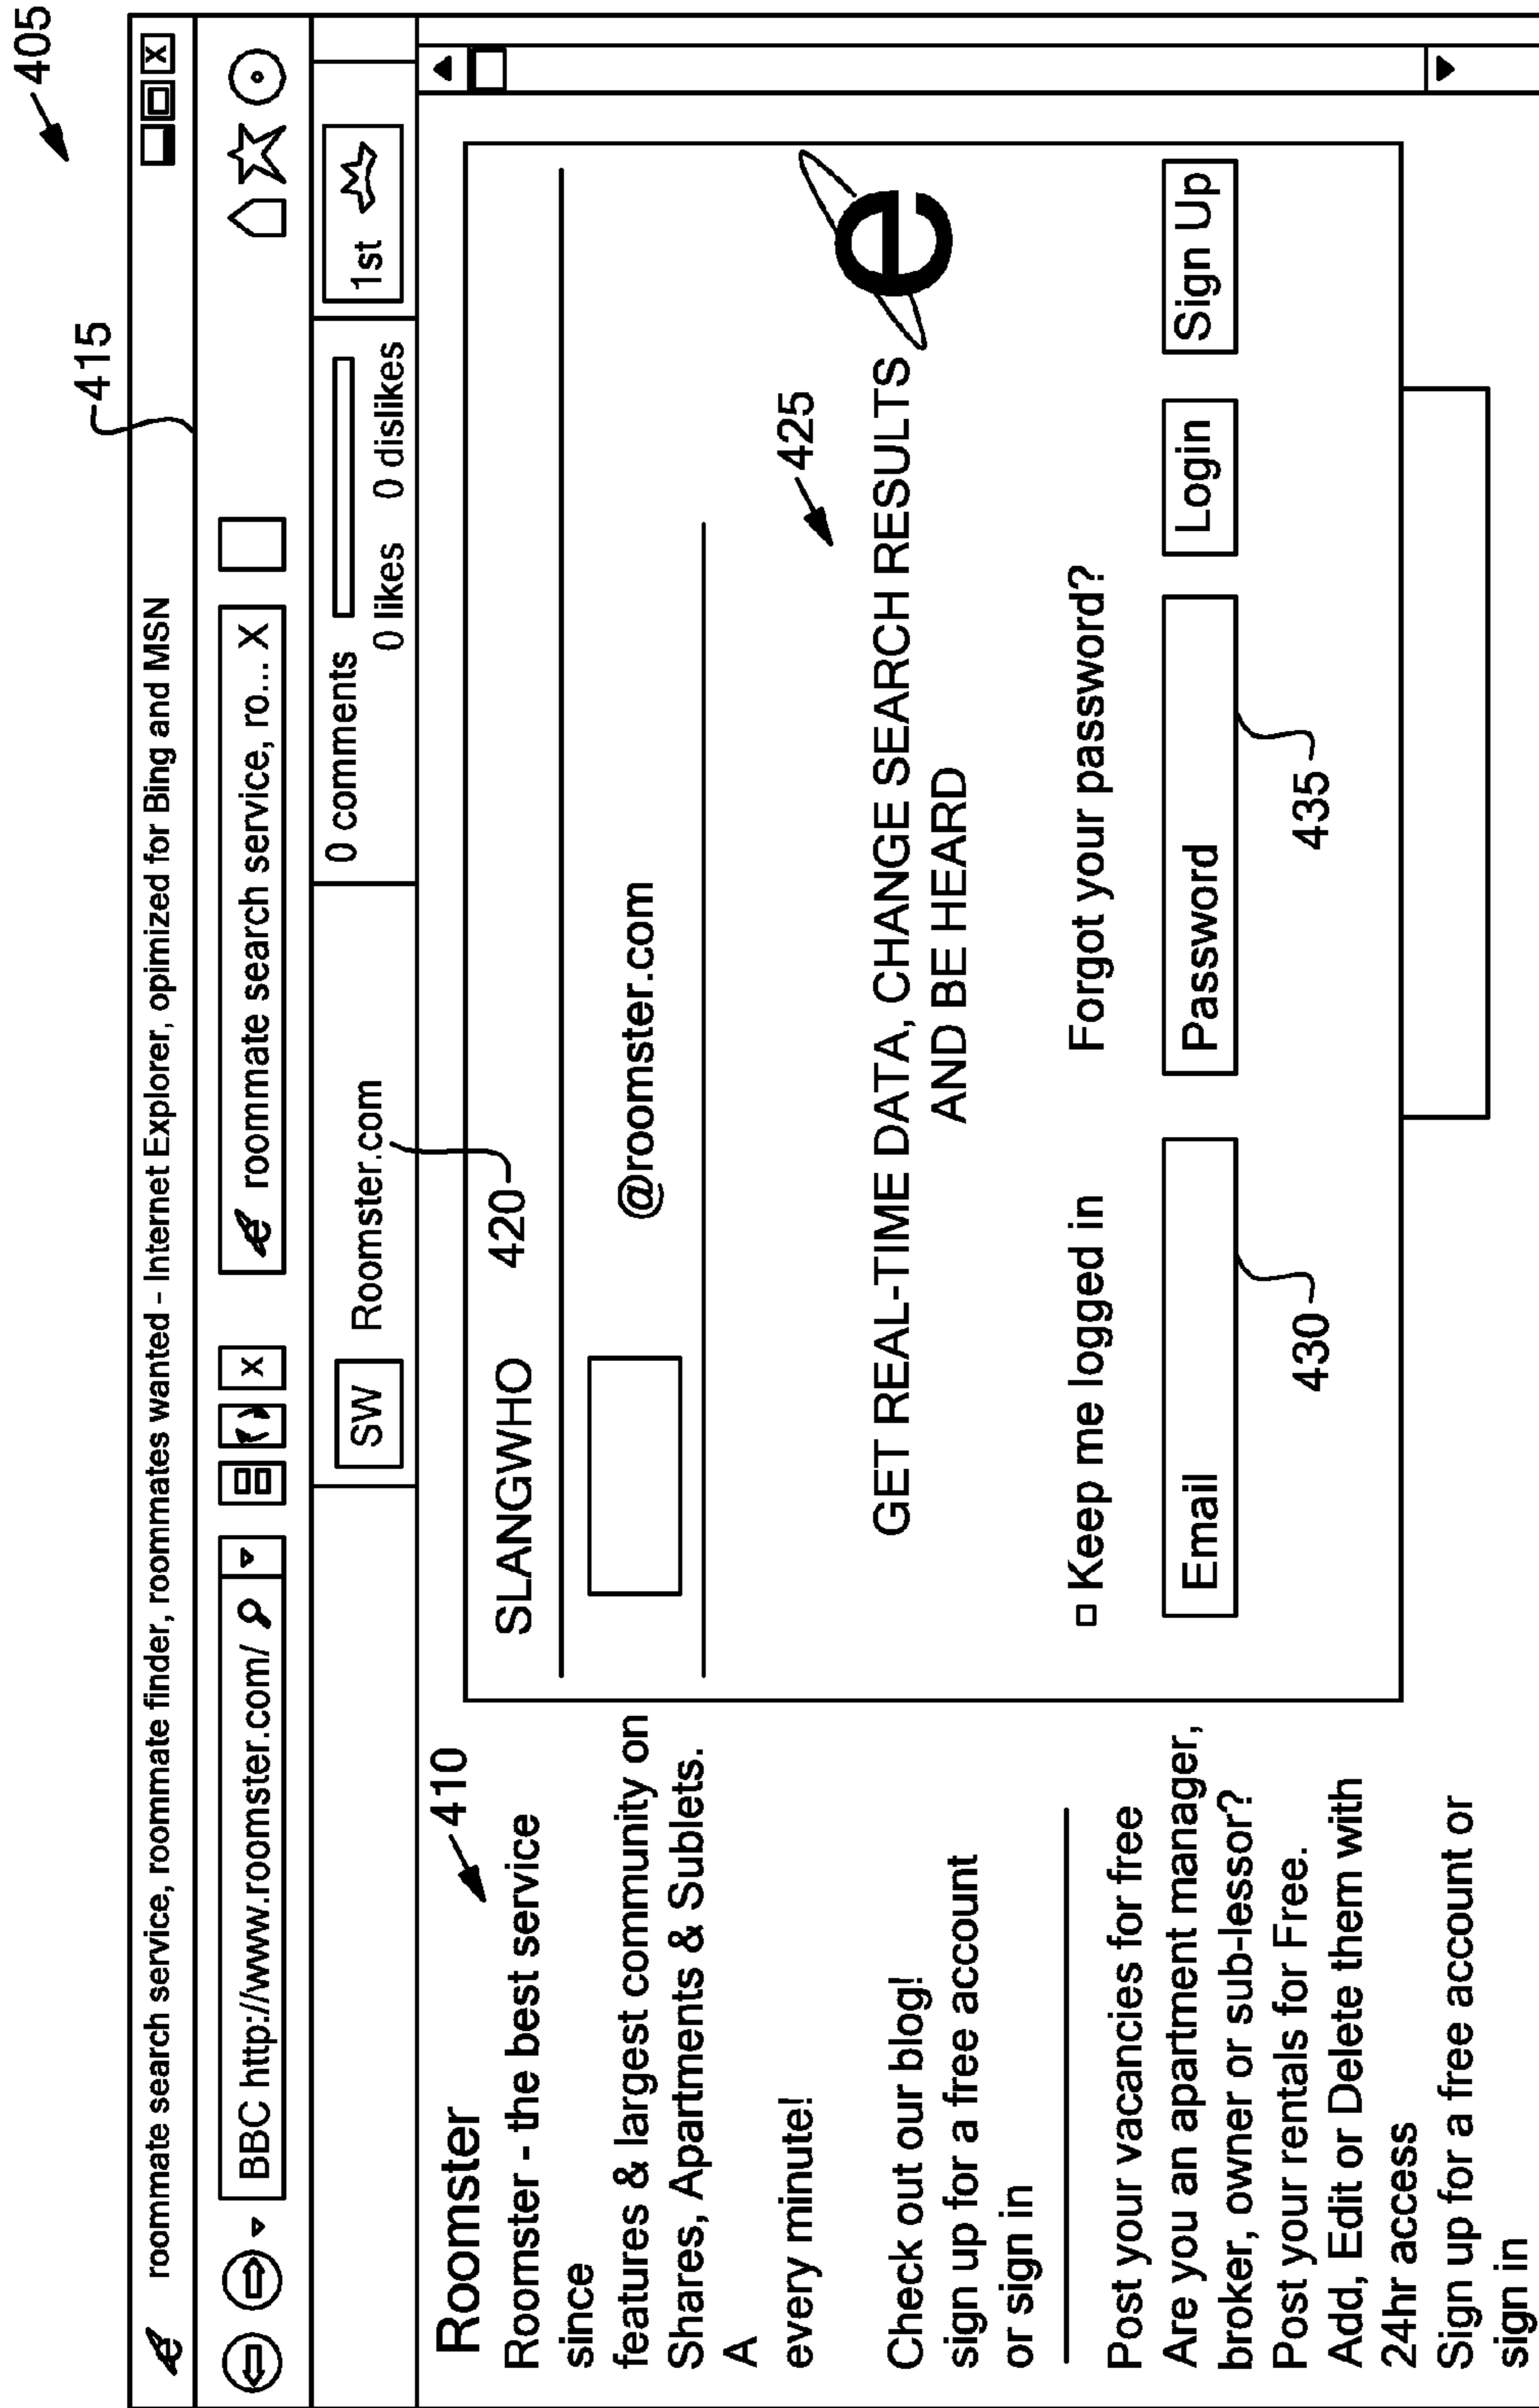 405
415
roommate search service, roommate finder, roommates wanted - Internet Explorer, opimized for Bing and MSN
X
BBC http://www.roomster.com/
X
roommate search service, ro... X
SW
Roomster.com
0 comments
0 likes 0 dislikes
1st
410
Roomster
Roomster - the best service
since
features & largest community on
Shares, Apartments & Sublets.
A
every minute!
Check out our blog!
sign up for a free account
or sign in
Post your vacancies for free
Are you an apartment manager,
broker, owner or sub-lessor?
Post your rentals for Free.
Add, Edit or Delete them with
24hr access
Sign up for a free account or
sign in
SLANGWHO
420
@roomster.com
425
GET REAL-TIME DATA, CHANGE SEARCH RESULTS
AND BE HEARD
e
Keep me logged in
Forgot your password?
Email
Password
Login
Sign Up
430
435